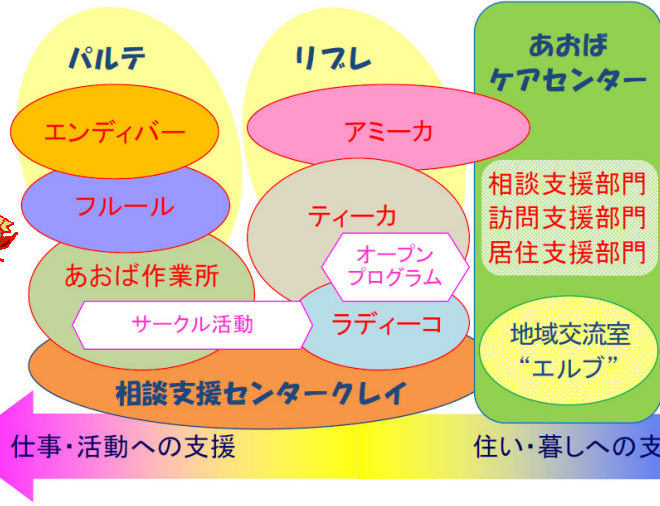 パルテ
リブレ
あおば
ケアセンター
エンディバー
アミーカ
フルール
ティーカ
相談支援部門
訪問支援部門
居住支援部門
オープン
プログラム
あおば作業所
サークル活動
ラディーコ
地域交流室
“エルブ”
相談支援センタークレイ
仕事・活動への支援
住い・暮しへの支